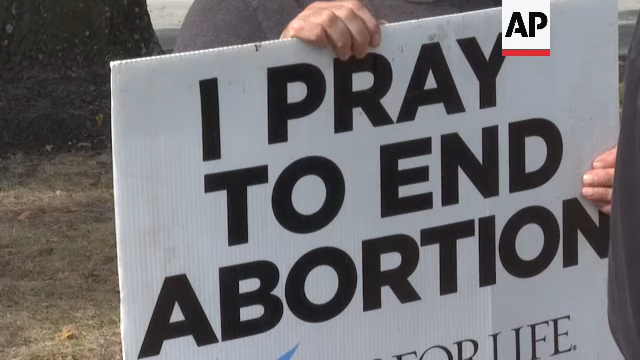 AP
I PRAY
TO END
ABORTION
FOR LIFE.